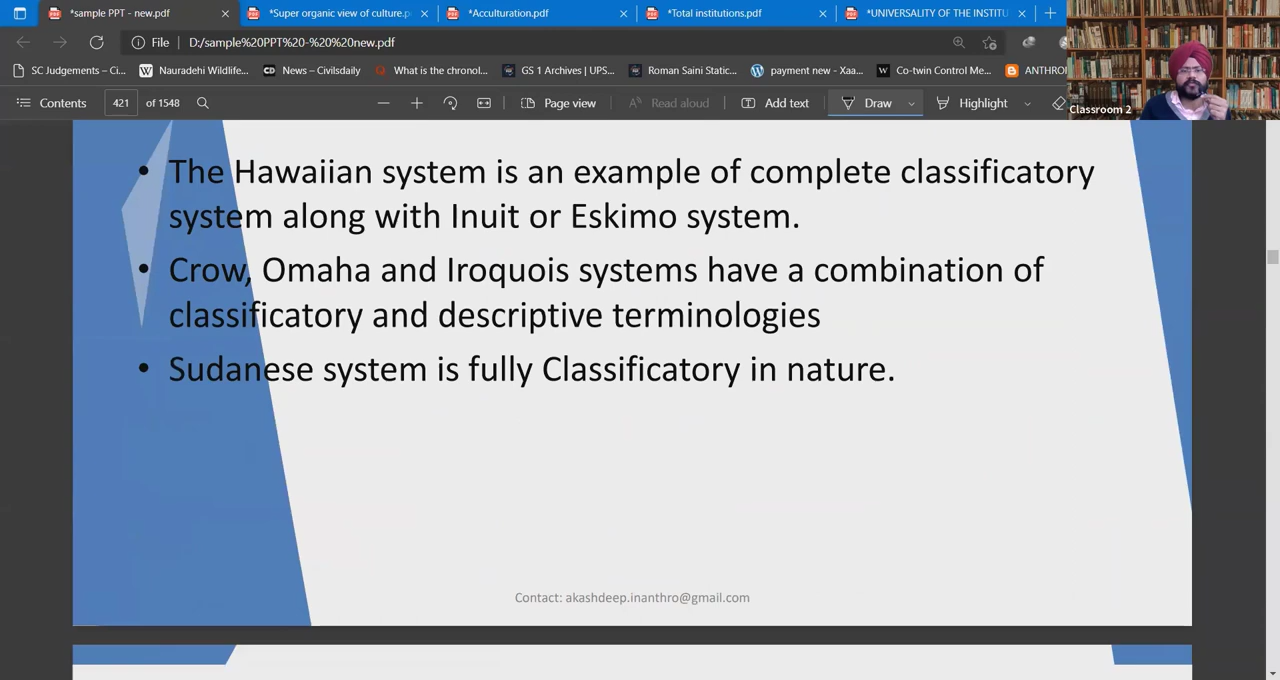 *sample PPT - new.pdf
*Super organic view of culture.p
*Acculturation.pdf
*Total institutions.pdf
*UNIVERSALITY OF THE INSTITU
File
D:/sample%20PPT%20-%20%20new.pdf
SC Judgements – Ci...
Nauradehi Wildlife...
News – Civilsdaily
What is the chronoi...
GS 1 Archives | UPS...
Roman Saini Static...
payment new - Xaa...
Co-twin Control Me...
ANTHRO
Contents
421
of 1548
Page view
Read aloud
Add text
Draw
Highlight
Classroom 2
• The Hawaiian system is an example of complete classificatory
system along with Inuit or Eskimo system.
• Crow, Omaha and Iroquois systems have a combination of
classificatory and descriptive terminologies
• Sudanese system is fully Classificatory in nature.
Contact: akashdeep.inanthro@gmail.com